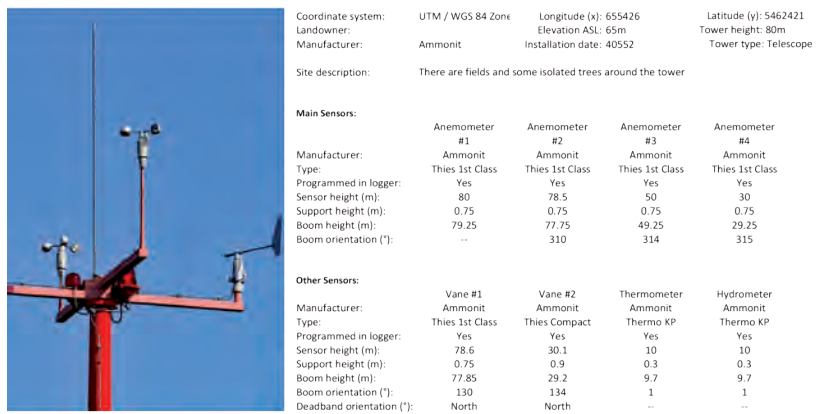 Coordinate system: UTM / WGS 84 Zone Longitude (x): 655426 Latitude (y): 5462421
Landowner: Elevation ASL: 65m Tower height: 80m
Manufacturer: Ammonit Installation date: 40552 Tower type: Telescope
Site description: There are fields and some isolated trees around the tower
Main Sensors:
Anemometer Anemometer Anemometer Anemometer
#1 #2 #3 #4
Manufacturer: Ammonit Ammonit Ammonit Ammonit
Type: Thies 1st Class Thies 1st Class Thies 1st Class Thies 1st Class
Programmed in logger: Yes Yes Yes Yes
Sensor height (m): 80 78.5 50 30
Support height (m): 0.75 0.75 0.75 0.75
Boom height (m): 79.25 77.75 49.25 29.25
Boom orientation (°): -- 310 314 315
Other Sensors:
Vane #1 Vane #2 Thermometer Hydrometer
Manufacturer: Ammonit Ammonit Ammonit Ammonit
Type: Thies 1st Class Thies Compact Thermo KP Thermo KP
Programmed in logger: Yes Yes Yes Yes
Sensor height (m): 78.6 30.1 10 10
Support height (m): 0.75 0.9 0.3 0.3
Boom height (m): 77.85 29.2 9.7 9.7
Boom orientation (°): 130 134 1 1
Deadband orientation (°): North North -- --